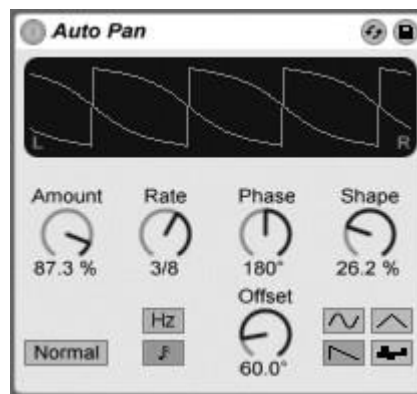 Auto Pan
L R
Amount Rate Phase Shape
87.3 % 3/8 180° 26.2 %
Offset
Hz
Normal
60.0°